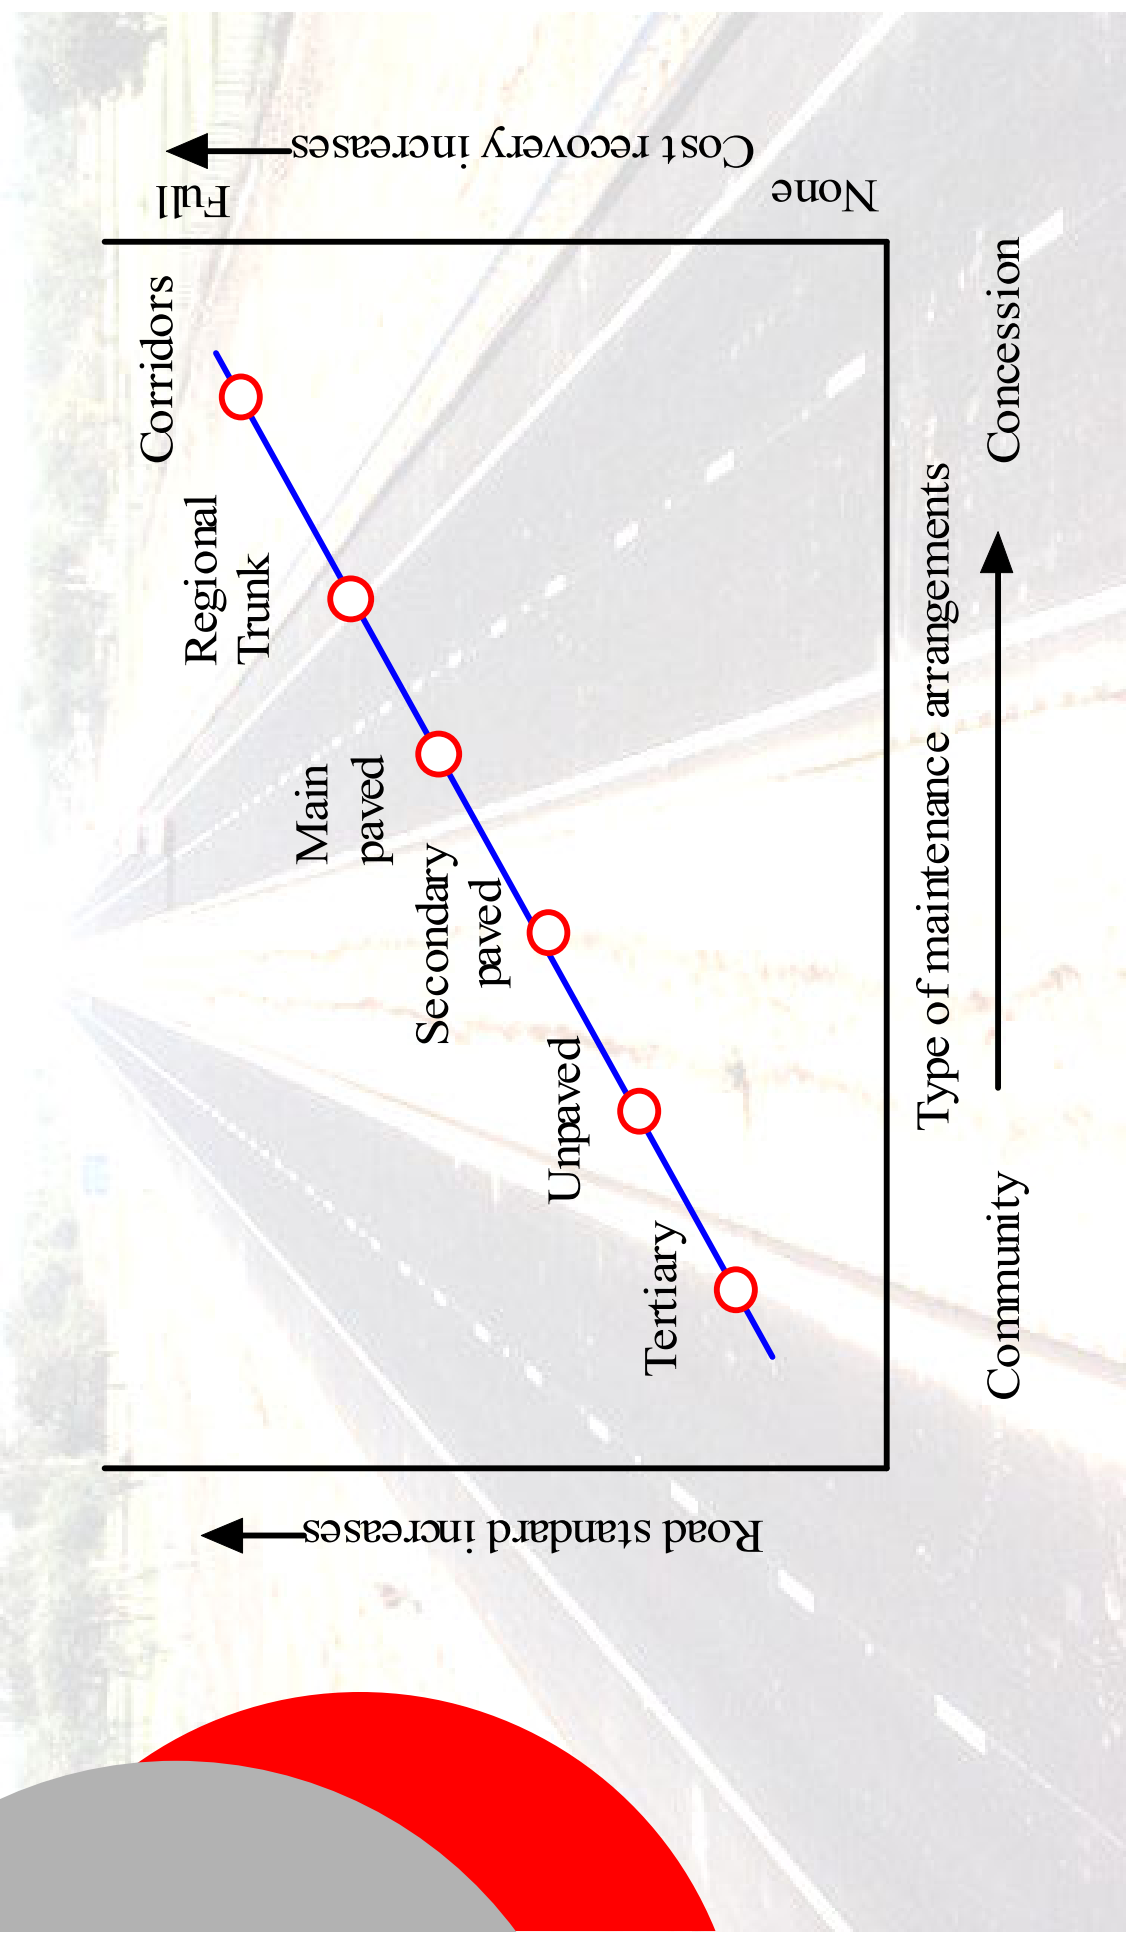 Road standard increases
Cost recovery increases
Full
None
Corridors
Regional
Trunk
Main
paved
Secondary
paved
Unpaved
Tertiary
Type of maintenance arrangements
Community
Concession